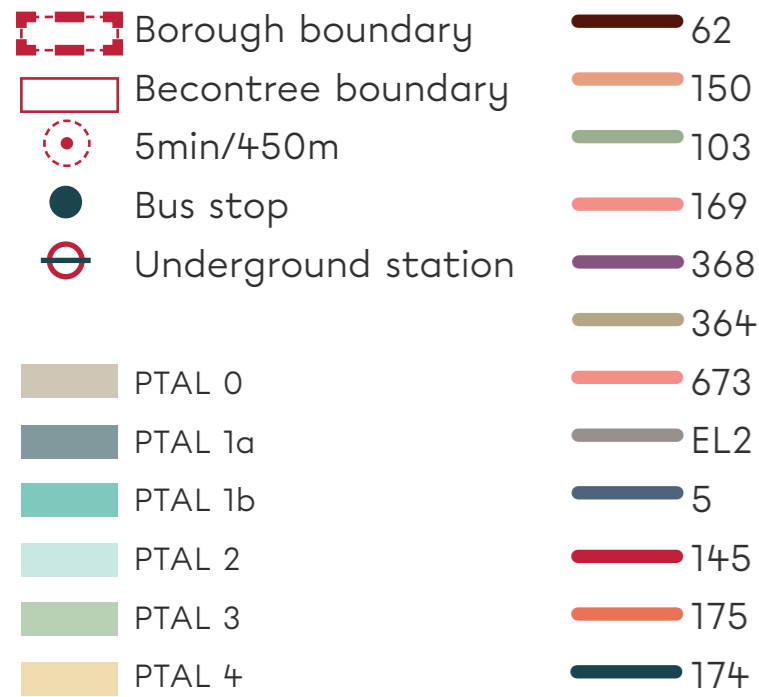 Borough boundary
Becontree boundary
5min/450m
Bus stop
Underground station
PTAL 0
PTAL 1a
PTAL 1b
PTAL 2
PTAL 3
PTAL 4
62
150
103
169
368
364
673
EL2
5
145
175
174